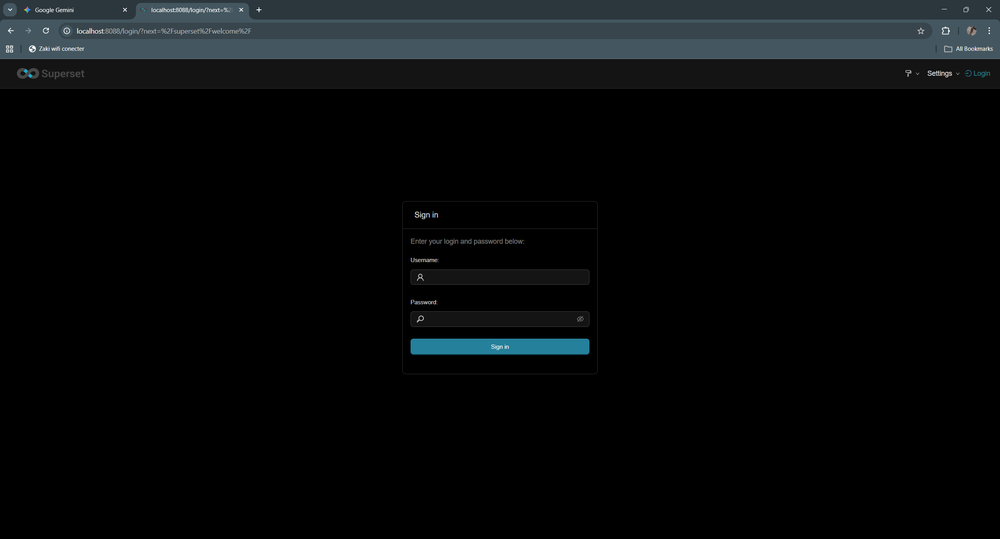 Google Gemini
localhost:8088/login/?next=%2
localhost:8088/login/?next=%2Fsuperset%2Fwelcome%2F
Zaki wifi conecter
All Bookmarks
Superset
Settings
Login
Sign in
Enter your login and password below:
Username:
Password:
Sign in